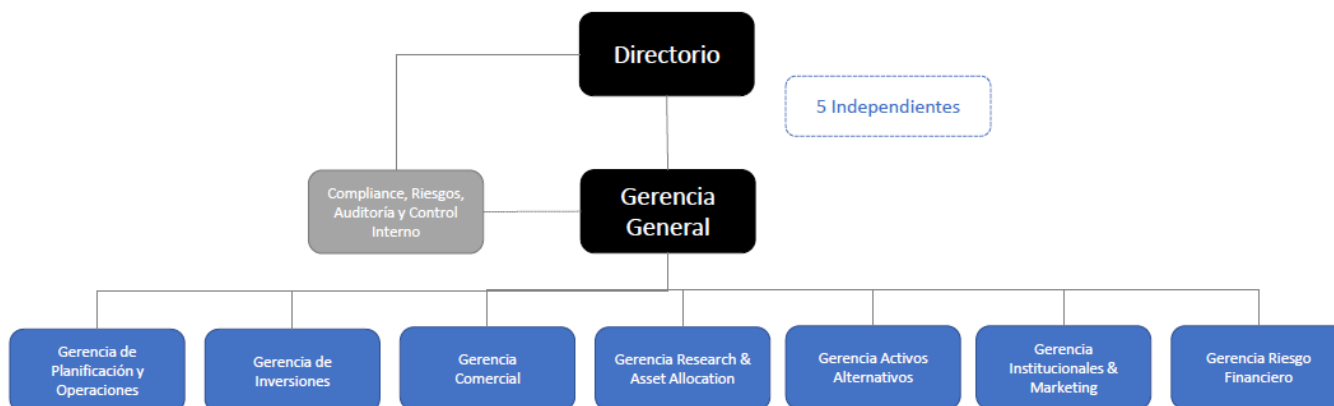 Directorio
5 Independientes
Compliance, Riesgos,
Auditoría y Control
Interno
Gerencia
General
Gerencia de
Planificación y
Operaciones
Gerencia de
Inversiones
Gerencia
Comercial
Gerencia Research &
Asset Allocation
Gerencia Activos
Alternativos
Gerencia
Institucionales &
Marketing
Gerencia Riesgo
Financiero